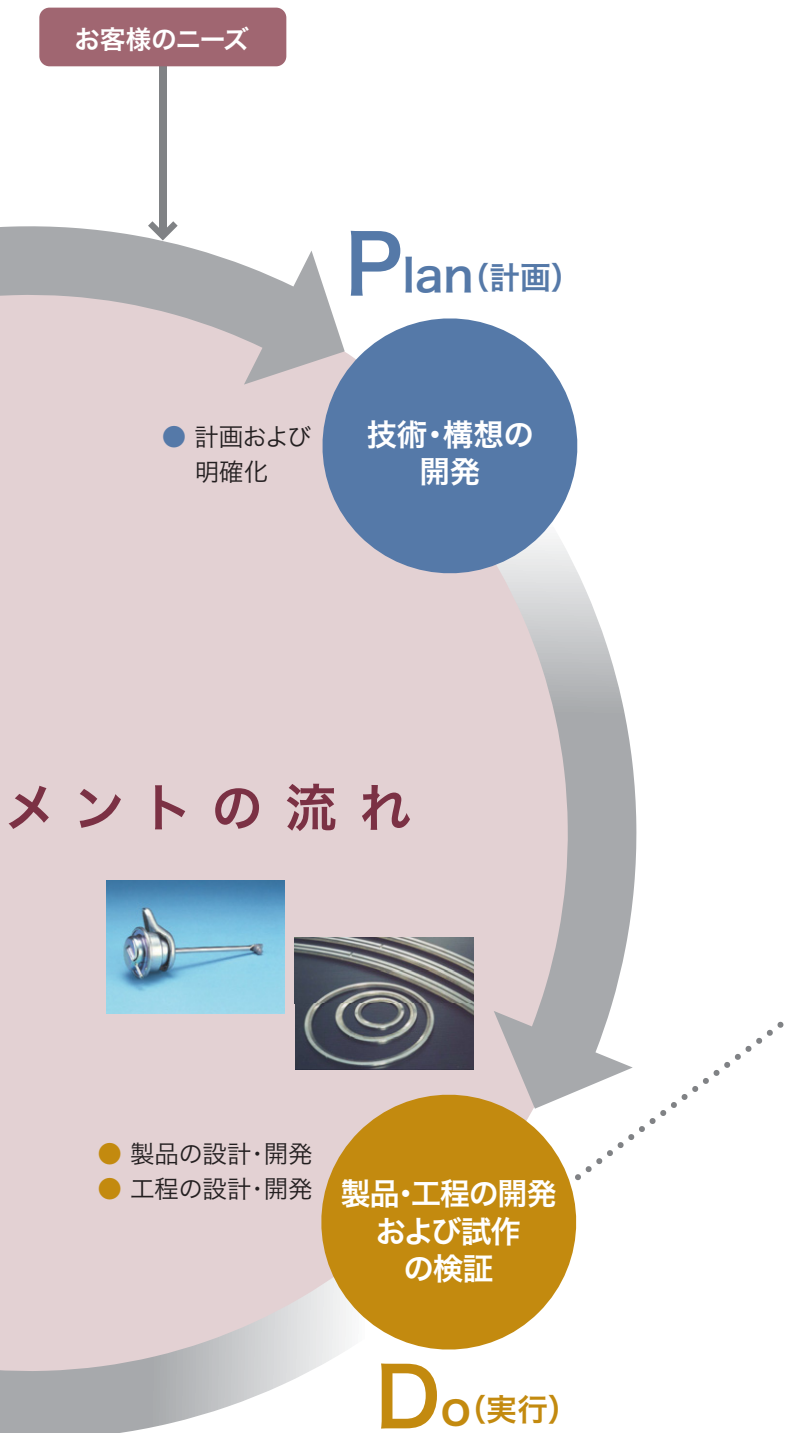 お客様のニーズ
Plan(計画)
技術・構想の
開発
● 計画および
明確化
メントの流れ
● 製品の設計・開発
● 工程の設計・開発
製品・工程の開発
および試作
の検証
Do(実行)